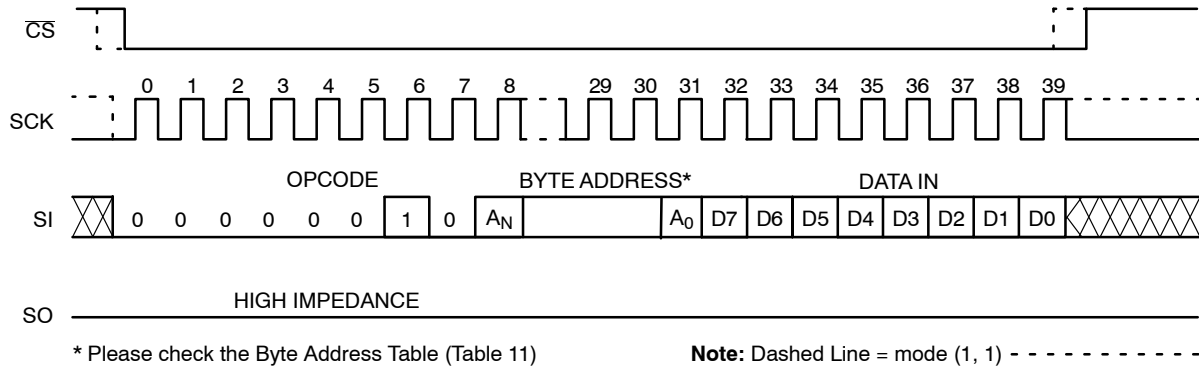 CS
0 1 2 3 4 5 6 7 8 29 30 31 32 33 34 35 36 37 38 39
SCK
OPCODE BYTE ADDRESS* DATA IN
SI 0 0 0 0 0 0 1 0 AN A0 D7 D6 D5 D4 D3 D2 D1 D0
HIGH IMPEDANCE
SO
* Please check the Byte Address Table (Table 11) Note: Dashed Line = mode (1, 1)